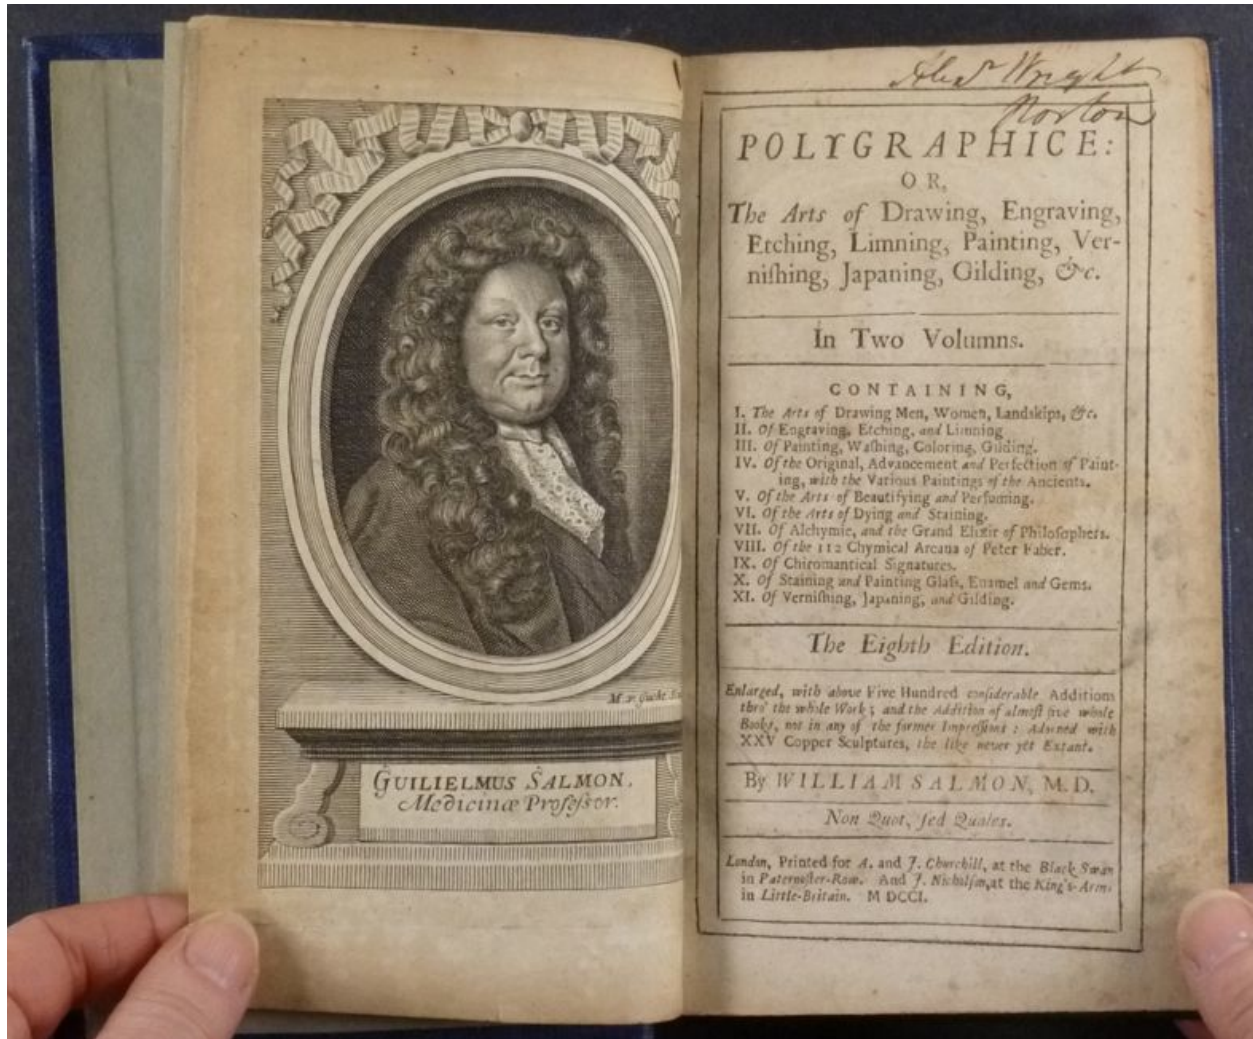 M. v. Gucht
GUILIELMUS SALMON.
Medicinæ Profeſsor.
Alexr Wright
Norton
POLYGRAPHICE:
OR,
The Arts of Drawing, Engraving,
Etching, Limning, Painting, Ver-
niſhing, Japaning, Gilding, &c.
In Two Volumns.
CONTAINING,
I. The Arts of Drawing Men, Women, Landskips, &c.
II. Of Engraving, Etching, and Limning
III. Of Painting, Waſhing, Coloring, Gilding.
IV. Of the Original, Advancement and Perfection of Paint-
ing, with the Various Paintings of the Ancients.
V. Of the Arts of Beautifying and Perfuming.
VI. Of the Arts of Dying and Staining.
VII. Of Alchymie, and the Grand Elixir of Philoſophers.
VIII. Of the 112 Chymical Arcana of Peter Faber.
IX. Of Chiromantical Signatures.
X. Of Staining and Painting Glaſs, Enamel and Gems.
XI. Of Verniſhing, Japaning, and Gilding.
The Eighth Edition.
Enlarged, with above Five Hundred conſiderable Additions
thro' the whole Work; and the Addition of almoſt five whole
Books, not in any of the former Impreſſions: Adorned with
XXV Copper Sculptures, the like never yet Extant.
By WILLIAM SALMON, M.D.
Non Quot, ſed Quales.
London, Printed for A. and J. Churchill, at the Black Swan
in Paternoſter-Row. And J. Nicholſon, at the King's-Arms
in Little-Britain. MDCCI.